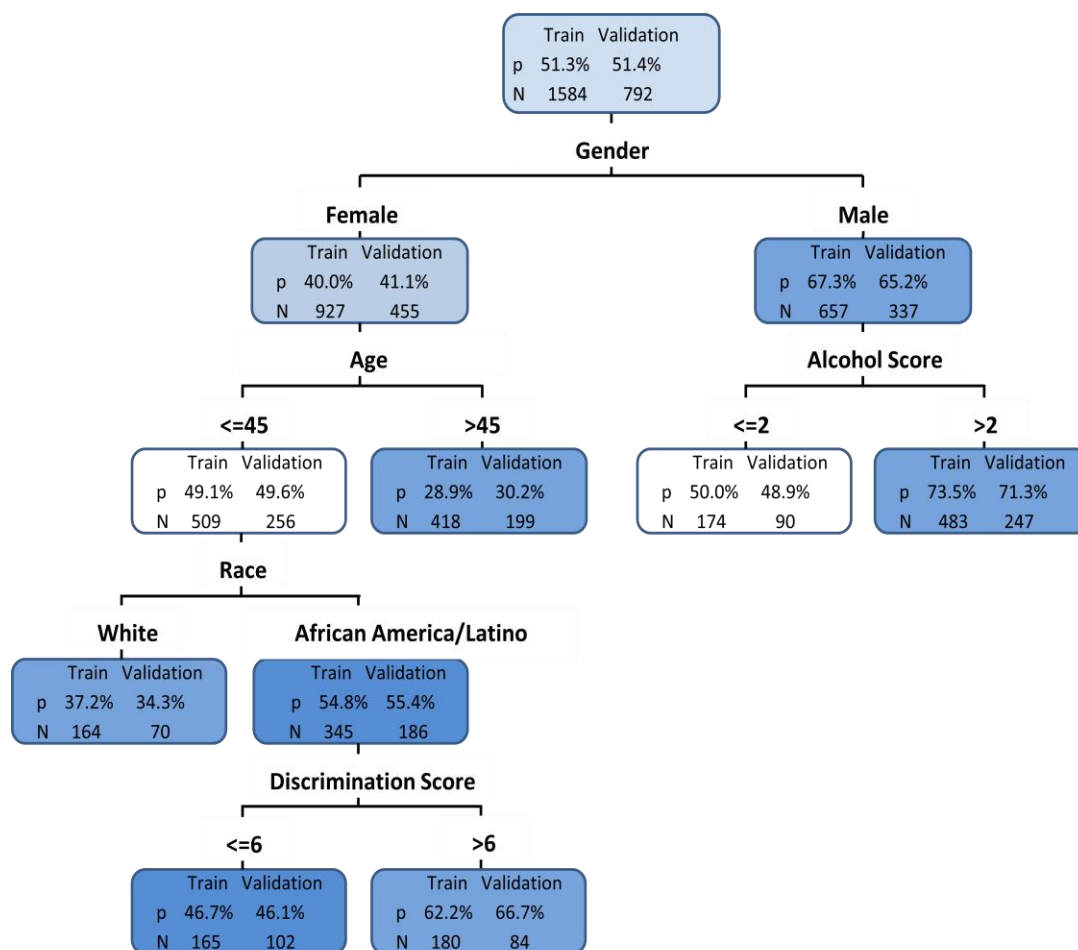 Train Validation
p 51.3% 51.4%
N 1584 792
Gender
Female Male
Train Validation Train Validation
p 40.0% 41.1% p 67.3% 65.2%
N 927 455 N 657 337
Age Alcohol Score
<=45 >45 <=2 >2
Train Validation Train Validation Train Validation Train Validation
p 49.1% 49.6% p 28.9% 30.2% p 50.0% 48.9% p 73.5% 71.3%
N 509 256 N 418 199 N 174 90 N 483 247
Race
White African America/Latino
Train Validation Train Validation
p 37.2% 34.3% p 54.8% 55.4%
N 164 70 N 345 186
Discrimination Score
<=6 >6
Train Validation Train Validation
p 46.7% 46.1% p 62.2% 66.7%
N 165 102 N 180 84